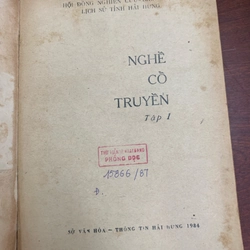 HỘI ĐỒNG NGHIÊN CỨU
LỊCH SỬ TỈNH HẢI HƯNG
NGHỀ
CỔ
TRUYỀN
Tập I
PHÒNG ĐỌC
15866/87
Đ.
SỞ VĂN HÓA — THÔNG TIN HẢI HƯNG 1984